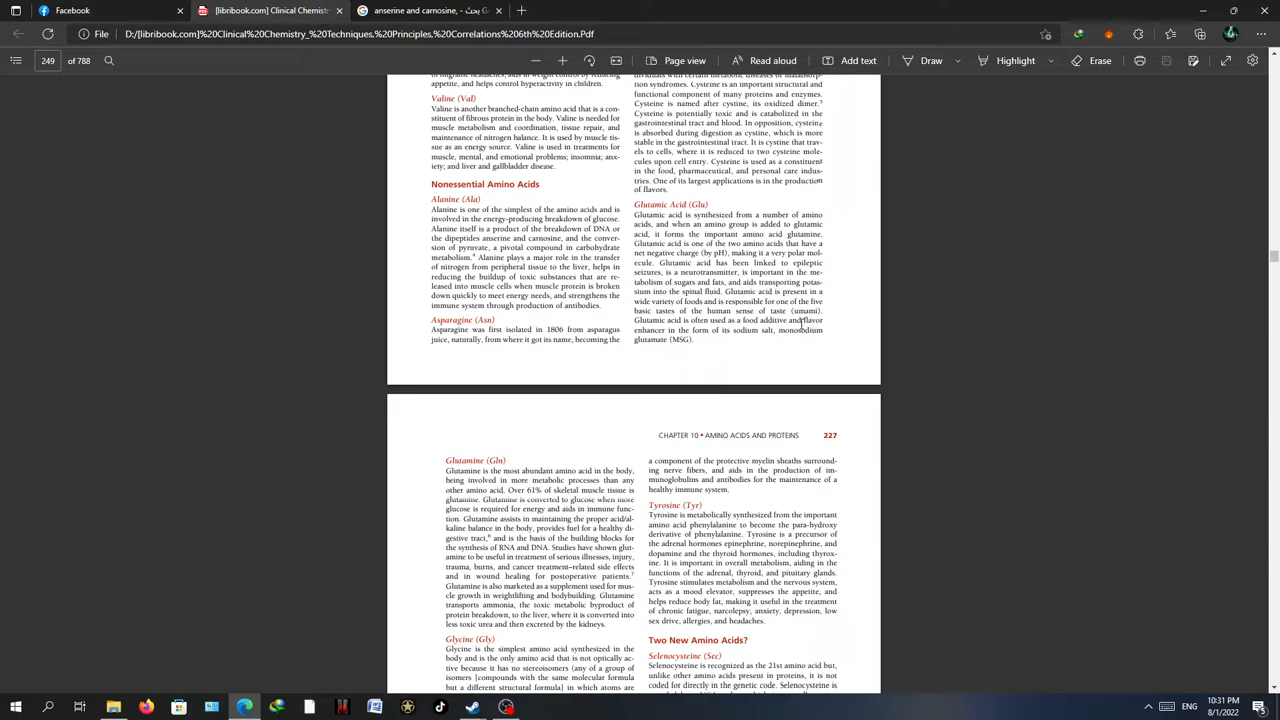 Facebook
[libribook.com] Clinical Chemistry
anserine and carnosine, - Google
File
D:/[libribook.com]%20Clinical%20Chemistry_%20Techniques,%20Principles,%20Correlations%206th%20Edition.Pdf
Page view
Read aloud
Add text
Draw
Highlight
Erase
appetite, and helps control hyperactivity in children.
Valine (Val)
Valine is another branched-chain amino acid that is a con-
stituent of fibrous protein in the body. Valine is needed for
muscle metabolism and coordination, tissue repair, and
maintenance of nitrogen balance. It is used by muscle tis-
sue as an energy source. Valine is used in treatments for
muscle, mental, and emotional problems; insomnia; anx-
iety; and liver and gallbladder disease.
Nonessential Amino Acids
Alanine (Ala)
Alanine is one of the simplest of the amino acids and is
involved in the energy-producing breakdown of glucose.
Alanine itself is a product of the breakdown of DNA or
the dipeptides anserine and carnosine, and the conver-
sion of pyruvate, a pivotal compound in carbohydrate
metabolism.4 Alanine plays a major role in the transfer
of nitrogen from peripheral tissue to the liver, helps in
reducing the buildup of toxic substances that are re-
leased into muscle cells when muscle protein is broken
down quickly to meet energy needs, and strengthens the
immune system through production of antibodies.
Asparagine (Asn)
Asparagine was first isolated in 1806 from asparagus
juice, naturally, from where it got its name, becoming the
tion syndromes. Cysteine is an important structural and
functional component of many proteins and enzymes.
Cysteine is named after cystine, its oxidized dimer.5
Cysteine is potentially toxic and is catabolized in the
gastrointestinal tract and blood. In opposition, cysteine
is absorbed during digestion as cystine, which is more
stable in the gastrointestinal tract. It is cystine that trav-
els to cells, where it is reduced to two cysteine mole-
cules upon cell entry. Cysteine is used as a constituent
in the food, pharmaceutical, and personal care indus-
tries. One of its largest applications is in the production
of flavors.
Glutamic Acid (Glu)
Glutamic acid is synthesized from a number of amino
acids, and when an amino group is added to glutamic
acid, it forms the important amino acid glutamine.
Glutamic acid is one of the two amino acids that have a
net negative charge (by pH), making it a very polar mol-
ecule. Glutamic acid has been linked to epileptic
seizures, is a neurotransmitter, is important in the me-
tabolism of sugars and fats, and aids transporting potas-
sium into the spinal fluid. Glutamic acid is present in a
wide variety of foods and is responsible for one of the five
basic tastes of the human sense of taste (umami).
Glutamic acid is often used as a food additive and flavor
enhancer in the form of its sodium salt, monosodium
glutamate (MSG).
CHAPTER 10 • AMINO ACIDS AND PROTEINS 227
Glutamine (Gln)
Glutamine is the most abundant amino acid in the body,
being involved in more metabolic processes than any
other amino acid. Over 61% of skeletal muscle tissue is
glutamine. Glutamine is converted to glucose when more
glucose is required for energy and aids in immune func-
tion. Glutamine assists in maintaining the proper acid/al-
kaline balance in the body, provides fuel for a healthy di-
gestive tract,6 and is the basis of the building blocks for
the synthesis of RNA and DNA. Studies have shown glut-
amine to be useful in treatment of serious illnesses, injury,
trauma, burns, and cancer treatment–related side effects
and in wound healing for postoperative patients.7
Glutamine is also marketed as a supplement used for mus-
cle growth in weightlifting and bodybuilding. Glutamine
transports ammonia, the toxic metabolic byproduct of
protein breakdown, to the liver, where it is converted into
less toxic urea and then excreted by the kidneys.
Glycine (Gly)
Glycine is the simplest amino acid synthesized in the
body and is the only amino acid that is not optically ac-
tive because it has no stereoisomers (any of a group of
isomers [compounds with the same molecular formula
but a different structural formula] in which atoms are
a component of the protective myelin sheaths surround-
ing nerve fibers, and aids in the production of im-
munoglobulins and antibodies for the maintenance of a
healthy immune system.
Tyrosine (Tyr)
Tyrosine is metabolically synthesized from the important
amino acid phenylalanine to become the para-hydroxy
derivative of phenylalanine. Tyrosine is a precursor of
the adrenal hormones epinephrine, norepinephrine, and
dopamine and the thyroid hormones, including thyrox-
ine. It is important in overall metabolism, aiding in the
functions of the adrenal, thyroid, and pituitary glands.
Tyrosine stimulates metabolism and the nervous system,
acts as a mood elevator, suppresses the appetite, and
helps reduce body fat, making it useful in the treatment
of chronic fatigue, narcolepsy, anxiety, depression, low
sex drive, allergies, and headaches.
Two New Amino Acids?
Selenocysteine (Sec)
Selenocysteine is recognized as the 21st amino acid but,
unlike other amino acids present in proteins, it is not
coded for directly in the genetic code. Selenocysteine is
ENG
10:31 PM
8/1/2022